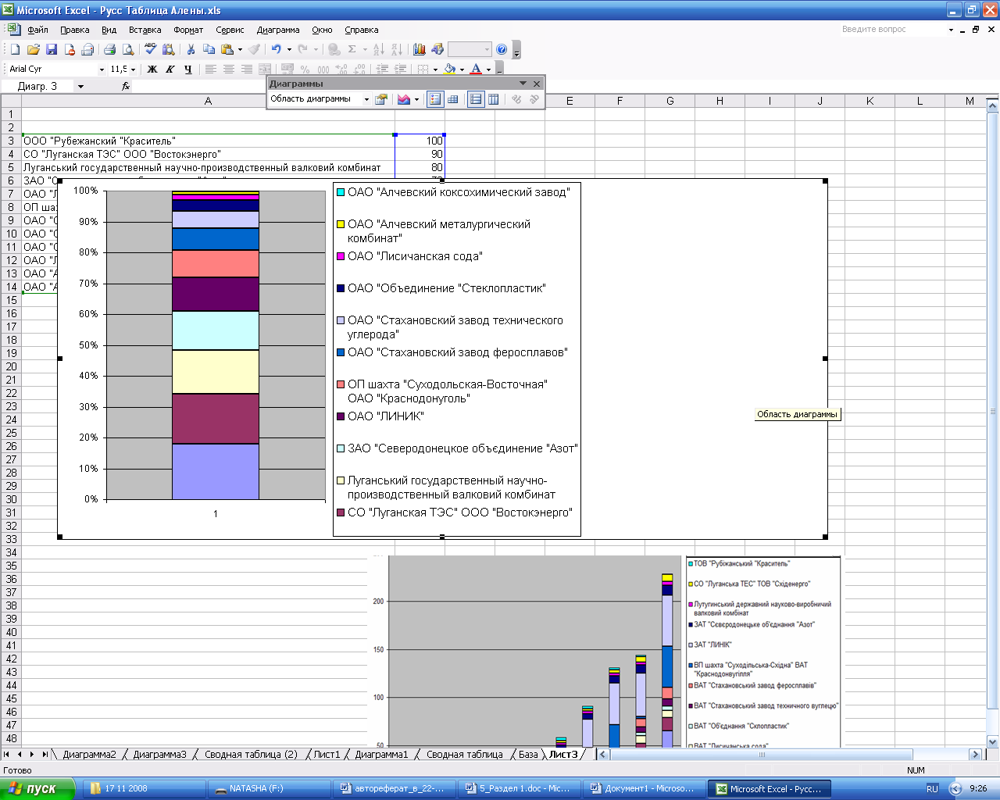 Microsoft Excel - Русс Таблица Алены.xls
Файл Правка Вид Вставка Формат Сервис Диаграмма Окно Справка
Введите вопрос
Arial Cyr
11,5
Ж К Ч
Диагр. 3
fx
Диаграммы
Область диаграммы
A E F G H I J K L M
1
2
3 ООО "Рубежанский "Краситель" 100
4 СО "Луганская ТЭС" ООО "Востокэнерго" 90
5 Луганський государственный научно-производственный валковий комбинат 80
6 ЗАО "С
7 ОАО "Л
8 ОП шах
9 ОАО "С
10 ОАО "С
11 ОАО "С
12 ОАО "Л
13 ОАО "А
14 ОАО "А
15
16
17
18
19
20
21
22
23
24
25
26
27
28
29
30
31
32
33
34
35
36
37
38
39
40
41
42
43
44
45
46
47
48
100%
90%
80%
70%
60%
50%
40%
30%
20%
10%
0%
1
ОАО "Алчевский коксохимический завод"
ОАО "Алчевский металургический
комбинат"
ОАО "Лисичанская сода"
ОАО "Объединение "Стеклопластик"
ОАО "Стахановский завод технического
углерода"
ОАО "Стахановский завод феросплавов"
ОП шахта "Суходольская-Восточная"
ОАО "Краснодонуголь"
ОАО "ЛИНИК"
ЗАО "Северодонецкое объєдинение "Азот"
Луганський государственный научно-
производственный валковий комбинат
СО "Луганская ТЭС" ООО "Востокэнерго"
Область диаграммы
200
150
100
50
ТОВ "Рубіжанський "Краситель"
СО "Луганська ТЕС" ТОВ "Східенерго"
Лутугинський державний науково-виробничий
валковий комбінат
ЗАТ "Сєвєродонецьке об'єднання "Азот"
ЗАТ "ЛИНІК"
ВП шахта "Суходільська-Східна" ВАТ
"Краснодонвугілля"
ВАТ "Стахановський завод феросплавів"
ВАТ "Стахановський завод технічного вуглецю"
ВАТ "Об'єднання "Склопластик"
ВАТ "Лисичанська сода"
Диаграмма2 Диаграмма3 Сводная таблица (2) Лист1 Диаграмма1 Сводная таблица База Лист3
Готово
NUM
пуск
17 11 2008
NATASHA (F:)
автореферат_в_22-...
5_Раздел 1.doc - Mic...
Документ1 - Microso...
Microsoft Excel - Русс...
RU
9:26